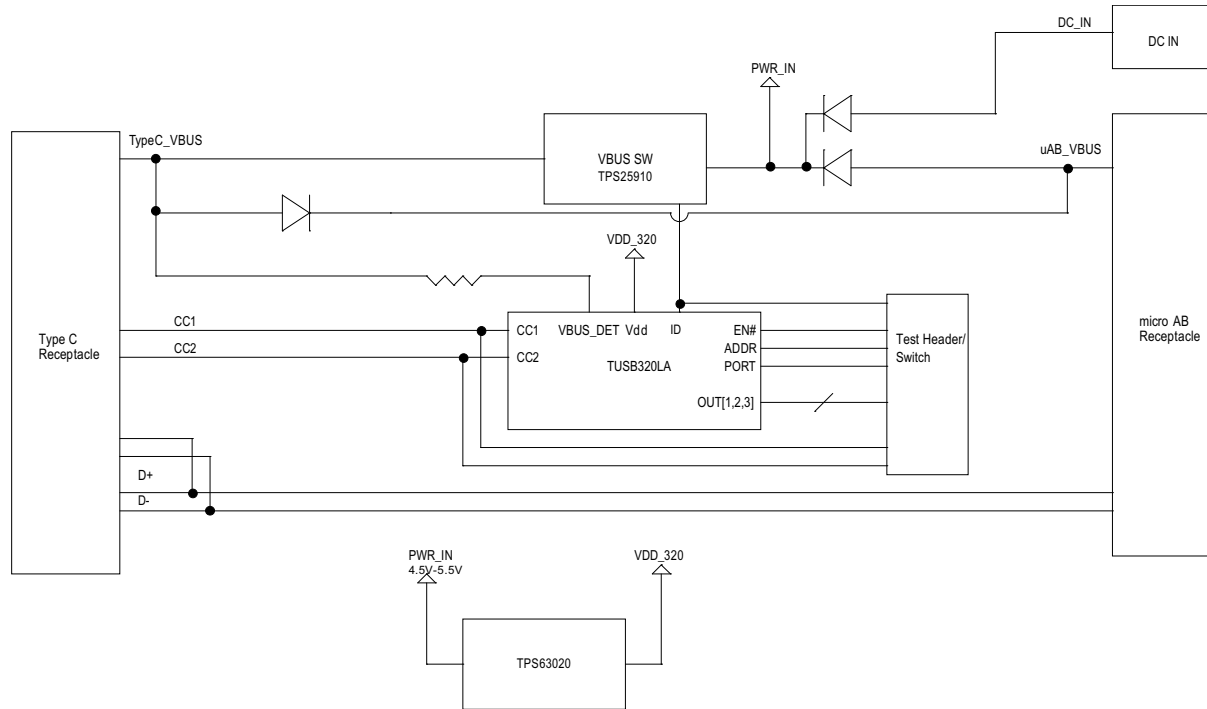 DC_IN
DC IN
PWR_IN
TypeC_VBUS
VBUS SW
TPS25910
uAB_VBUS
VDD_320
Type C
Receptacle
CC1
CC2
CC1
CC2
VBUS_DET
Vdd
ID
EN#
ADDR
PORT
TUSB320LA
OUT[1,2,3]
Test Header/
Switch
micro AB
Receptacle
D+
D-
PWR_IN
4.5V-5.5V
VDD_320
TPS63020